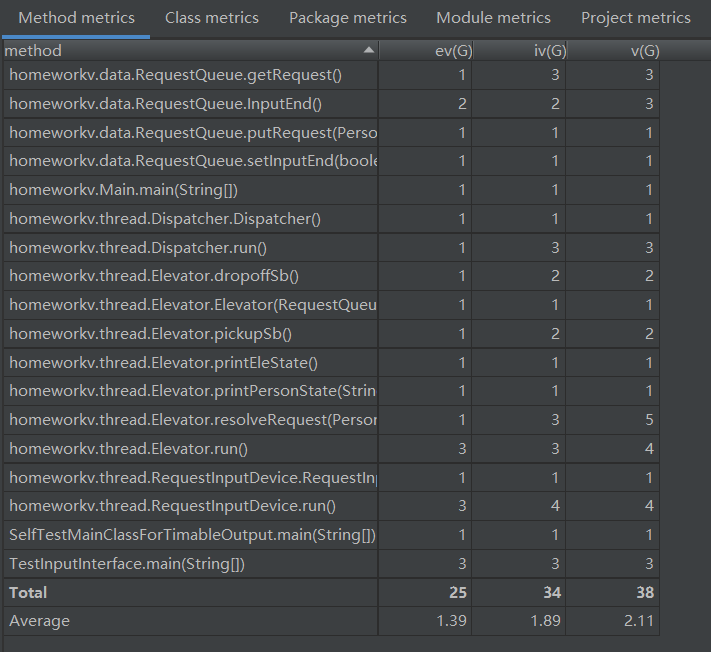 Method metrics Class metrics Package metrics Module metrics Project metrics
method ev(G) iv(G) v(G)
homeworkv.data.RequestQueue.getRequest() 1 3 3
homeworkv.data.RequestQueue.InputEnd() 2 2 3
homeworkv.data.RequestQueue.putRequest(Perso 1 1 1
homeworkv.data.RequestQueue.setInputEnd(boole 1 1 1
homeworkv.Main.main(String[]) 1 1 1
homeworkv.thread.Dispatcher.Dispatcher() 1 1 1
homeworkv.thread.Dispatcher.run() 1 3 3
homeworkv.thread.Elevator.dropoffSb() 1 2 2
homeworkv.thread.Elevator.Elevator(RequestQueu 1 1 1
homeworkv.thread.Elevator.pickupSb() 1 2 2
homeworkv.thread.Elevator.printEleState() 1 1 1
homeworkv.thread.Elevator.printPersonState(Strin 1 1 1
homeworkv.thread.Elevator.resolveRequest(Person 1 3 5
homeworkv.thread.Elevator.run() 3 3 4
homeworkv.thread.RequestInputDevice.RequestInp 1 1 1
homeworkv.thread.RequestInputDevice.run() 3 4 4
SelfTestMainClassForTimableOutput.main(String[]) 1 1 1
TestInputInterface.main(String[]) 3 3 3
Total 25 34 38
Average 1.39 1.89 2.11